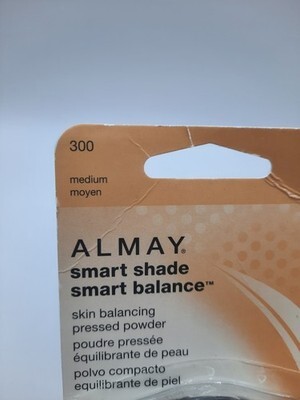 300
medium
moyen
ALMAY®
smart shade
smart balance™
skin balancing
pressed powder
poudre pressée
équilibrante de peau
polvo compacto
equilibrante de piel